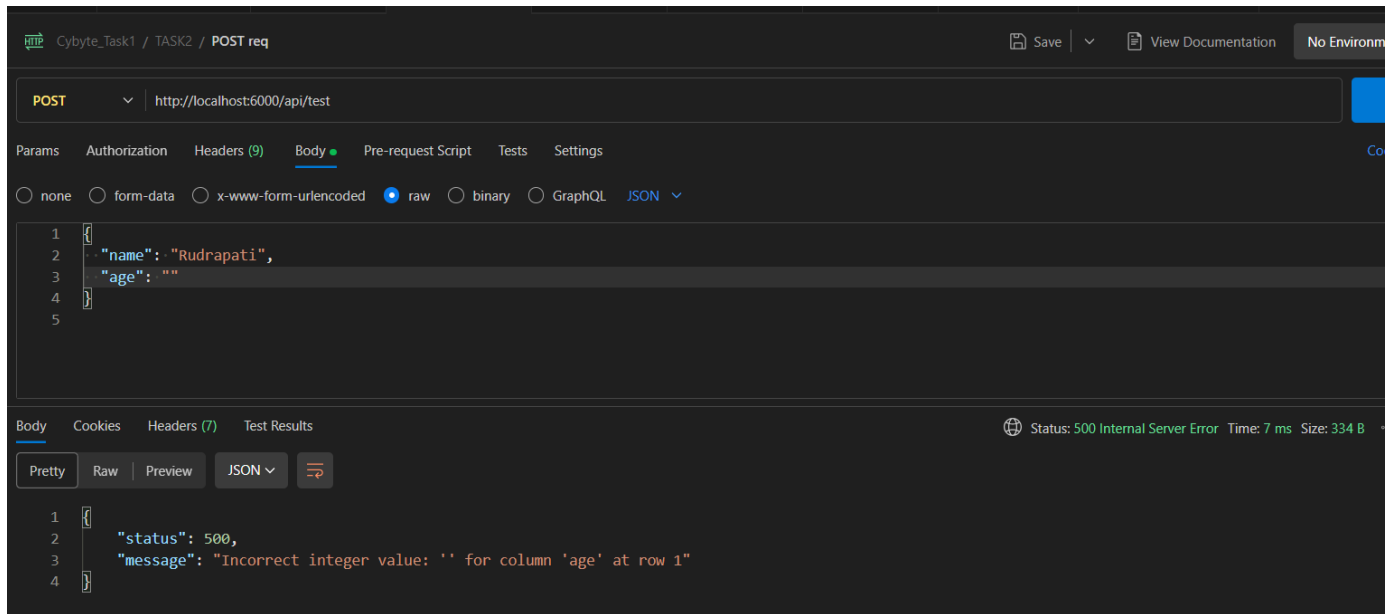 HTTP Cybyte_Task1 / TASK2 / POST req Save View Documentation No Environm
POST http://localhost:6000/api/test
Params Authorization Headers (9) Body Pre-request Script Tests Settings Co
none form-data x-www-form-urlencoded raw binary GraphQL JSON
1 {
2 "name": "Rudrapati",
3 "age": ""
4 }
5
Body Cookies Headers (7) Test Results Status: 500 Internal Server Error Time: 7 ms Size: 334 B
Pretty Raw Preview JSON
1 {
2 "status": 500,
3 "message": "Incorrect integer value: '' for column 'age' at row 1"
4 }